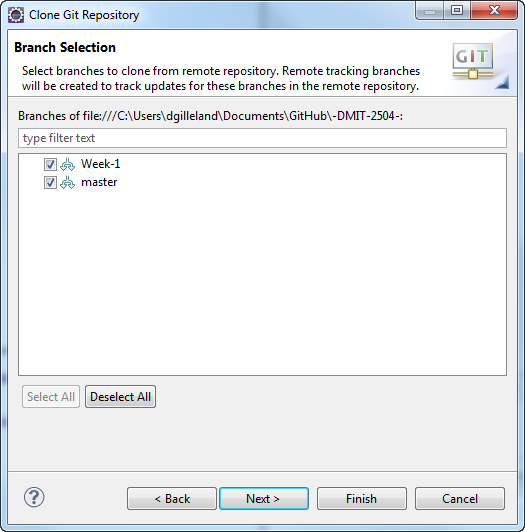 Clone Git Repository
Branch Selection
Select branches to clone from remote repository. Remote tracking branches
will be created to track updates for these branches in the remote repository.
GIT
Branches of file:///C:\Users\dgilleland\Documents\GitHub\-DMIT-2504-:
type filter text
Week-1
master
Select All
Deselect All
?
< Back
Next >
Finish
Cancel